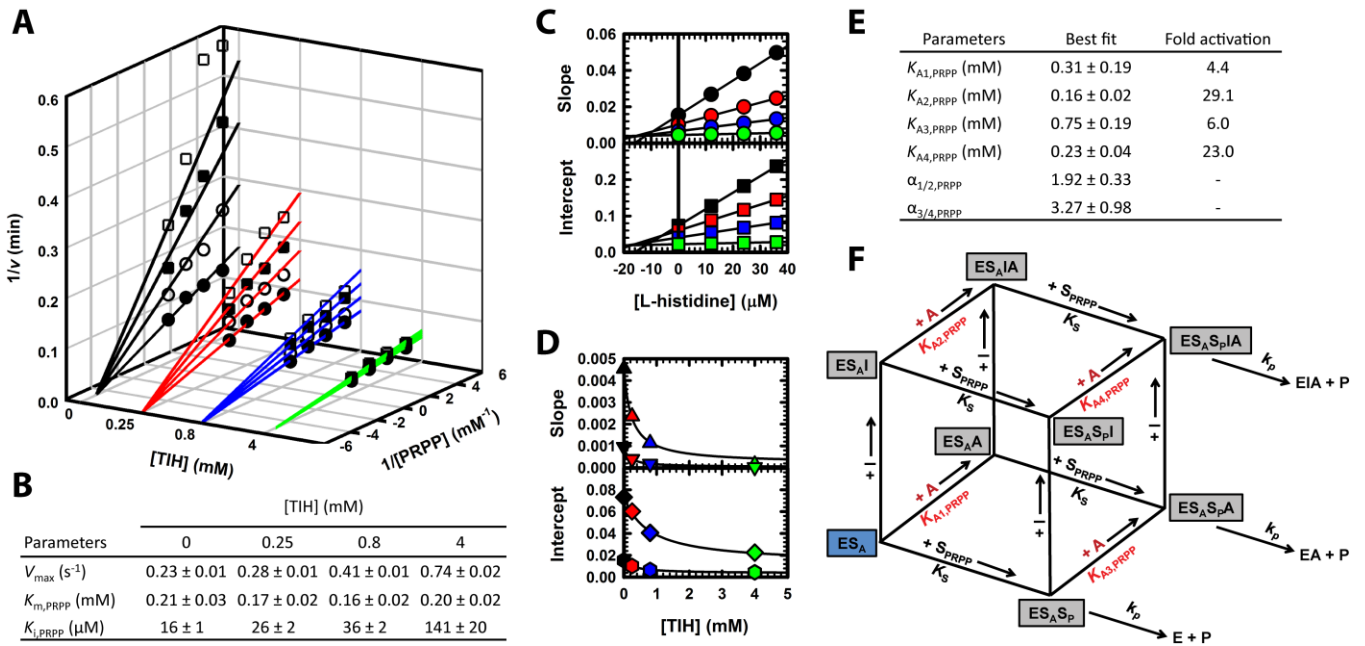 A
0.6
0.5
0.4
0.3
0.2
0.1
0.0
1/v (min)
0
0.25
0.8
4
[TIH] (mM)
-6
-4
-2
0
2
4
6
1/[PRPP] (mM⁻¹)
B
[TIH] (mM)
Parameters 0 0.25 0.8 4
Vmax (s⁻¹) 0.23 ± 0.01 0.28 ± 0.01 0.41 ± 0.01 0.74 ± 0.02
Km,PRPP (mM) 0.21 ± 0.03 0.17 ± 0.02 0.16 ± 0.02 0.20 ± 0.02
Ki,PRPP (μM) 16 ± 1 26 ± 2 36 ± 2 141 ± 20
C
0.06
0.04
0.02
0.00
Slope
0.2
0.1
0.0
Intercept
-20 -10 0 10 20 30 40
[L-histidine] (μM)
D
0.005
0.004
0.003
0.002
0.001
0.000
Slope
0.08
0.06
0.04
0.02
0.00
Intercept
0 1 2 3 4 5
[TIH] (mM)
E
Parameters Best fit Fold activation
KA1,PRPP (mM) 0.31 ± 0.19 4.4
KA2,PRPP (mM) 0.16 ± 0.02 29.1
KA3,PRPP (mM) 0.75 ± 0.19 6.0
KA4,PRPP (mM) 0.23 ± 0.04 23.0
α1/2,PRPP 1.92 ± 0.33 -
α3/4,PRPP 3.27 ± 0.98 -
F
ESAIA
+ SPRPP
KS
+ A
KA2,PRPP
ESASPIA
kp
EIA + P
ESAI
+ SPRPP
KS
+ I
+ A
KA4,PRPP
ESASPI
ESAA
+ I
+ I
+ SPRPP
KS
+ A
KA1,PRPP
+ I
ESASPA
kp
EA + P
ESA
+ SPRPP
KS
+ A
KA3,PRPP
ESASP
kp
E + P